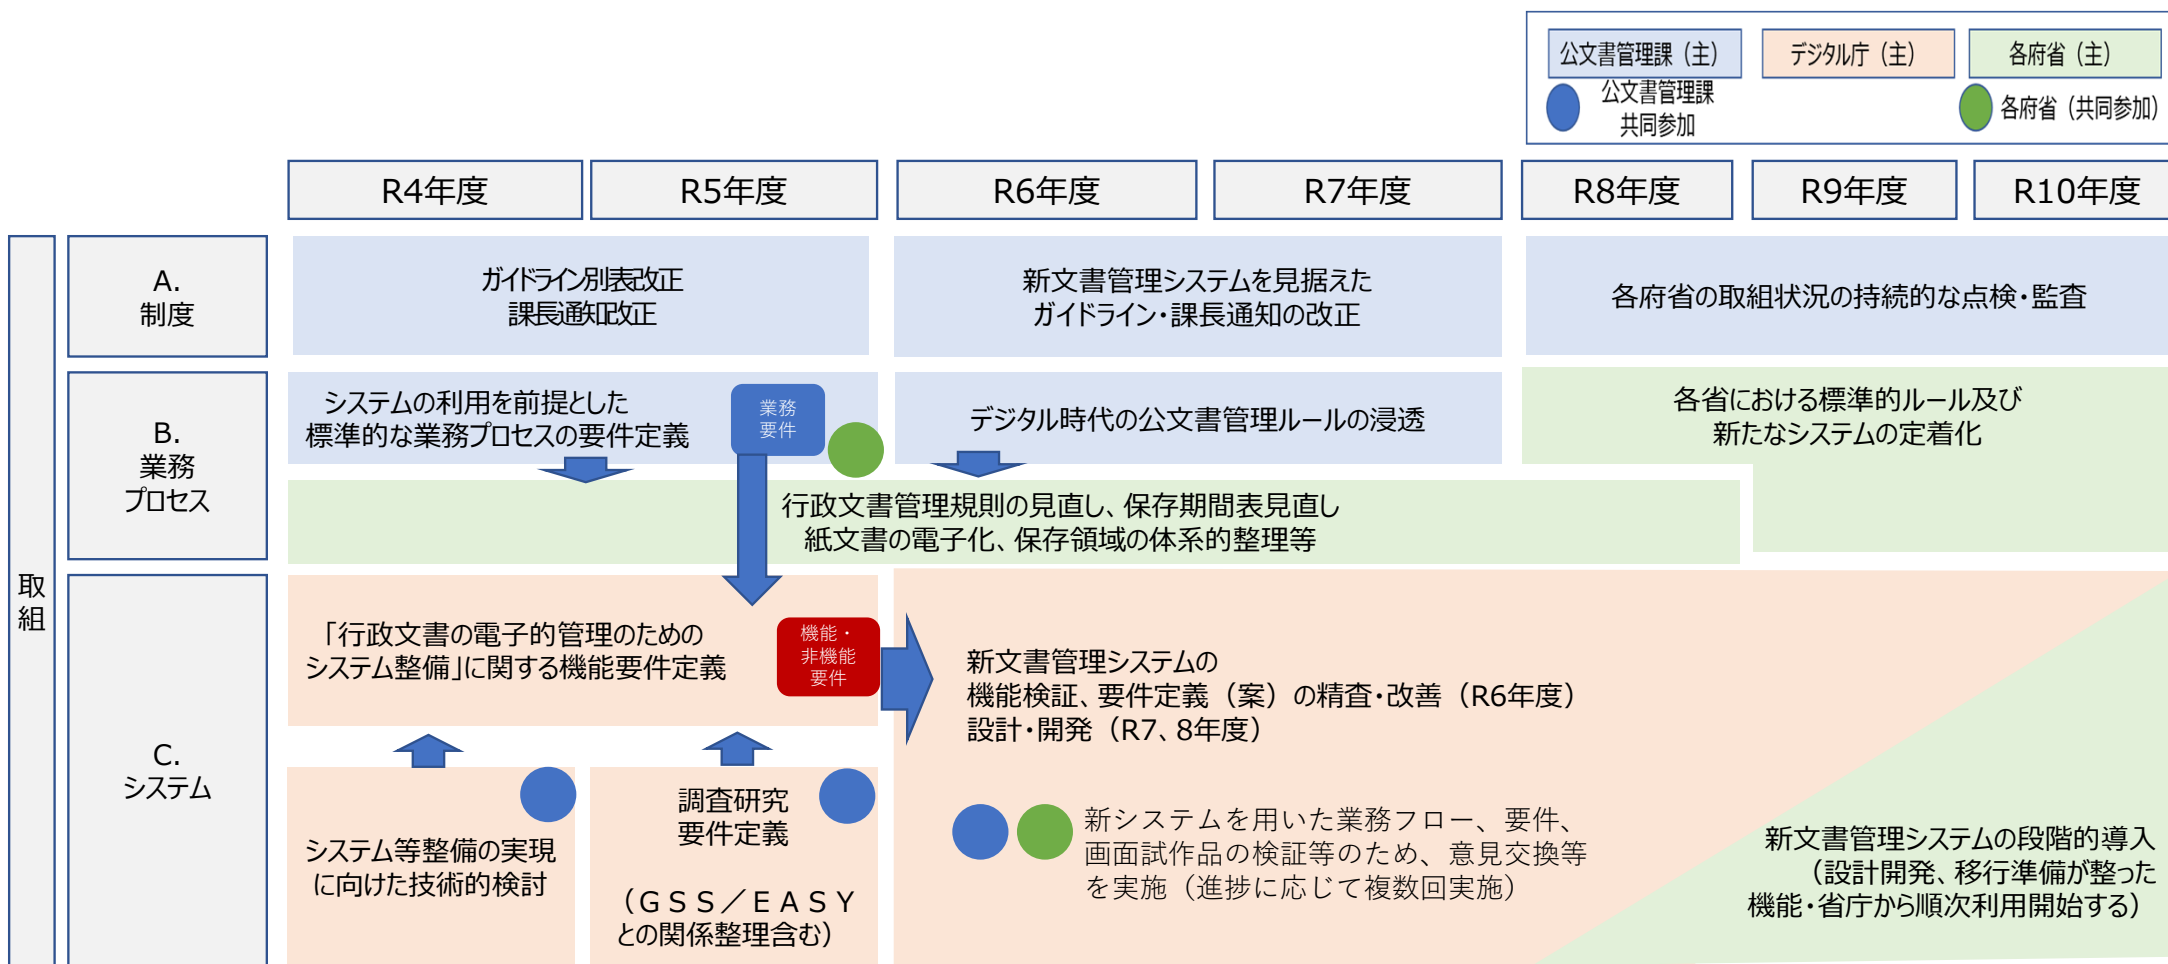 公文書管理課（主）
デジタル庁（主）
各府省（主）
公文書管理課
共同参加
各府省（共同参加）
R4年度
R5年度
R6年度
R7年度
R8年度
R9年度
R10年度
取
組
A.
制度
ガイドライン別表改正
課長通知改正
新文書管理システムを見据えた
ガイドライン・課長通知の改正
各府省の取組状況の持続的な点検・監査
B.
業務
プロセス
システムの利用を前提とした
標準的な業務プロセスの要件定義
業務
要件
デジタル時代の公文書管理ルールの浸透
各省における標準的ルール及び
新たなシステムの定着化
行政文書管理規則の見直し、保存期間表見直し
紙文書の電子化、保存領域の体系的整理等
C.
システム
「行政文書の電子的管理のための
システム整備」に関する機能要件定義
機能・
非機能
要件
新文書管理システムの
機能検証、要件定義（案）の精査・改善（R6年度）
設計・開発（R7、8年度）
システム等整備の実現
に向けた技術的検討
調査研究
要件定義
（ＧＳＳ／ＥＡＳＹ
との関係整理含む）
新システムを用いた業務フロー、要件、
画面試作品の検証等のため、意見交換等
を実施（進捗に応じて複数回実施）
新文書管理システムの段階的導入
（設計開発、移行準備が整った
機能・省庁から順次利用開始する）